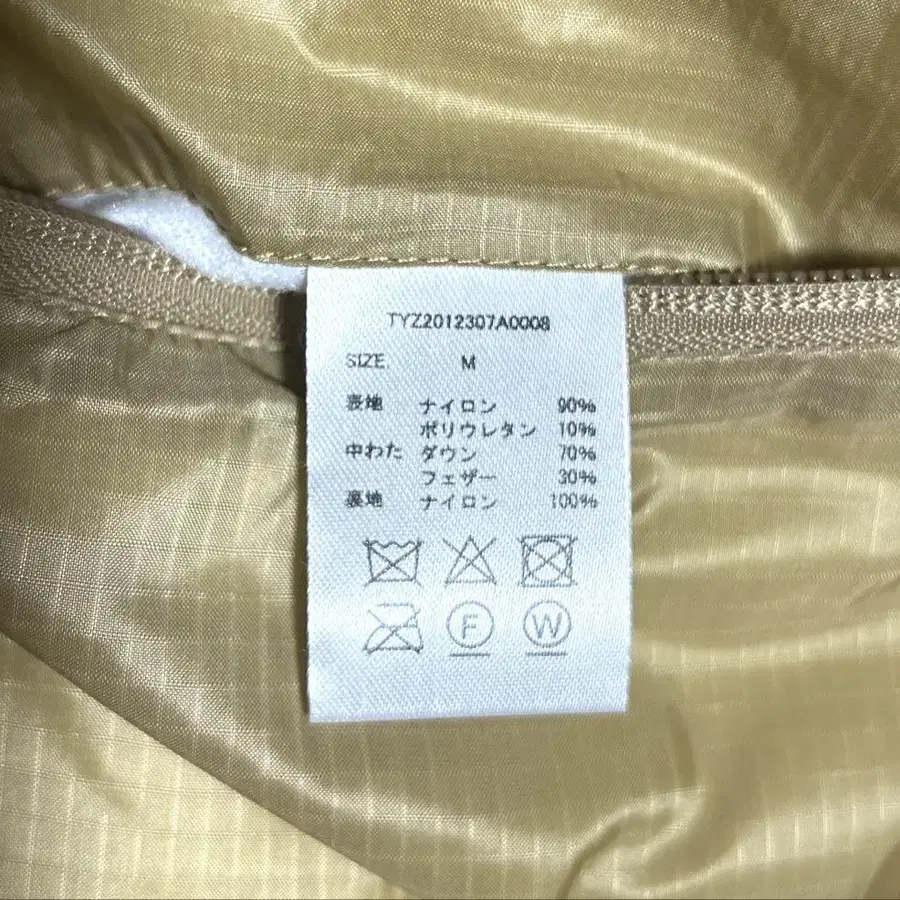 TYZ2012307A0008
SIZE. M
表地 ナイロン 90%
ポリウレタン 10%
中わた ダウン 70%
フェザー 30%
裏地 ナイロン 100%
F W